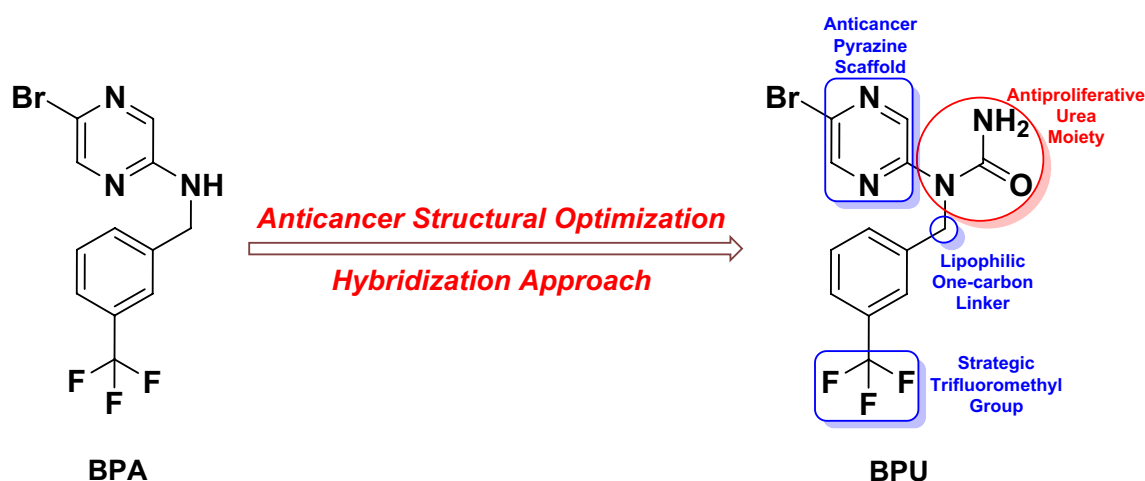 Br
N
N
NH
F
F
F
BPA
Anticancer Structural Optimization
Hybridization Approach
Anticancer
Pyrazine
Scaffold
Br
N
N
N
NH2
O
Antiproliferative
Urea
Moiety
Lipophilic
One-carbon
Linker
F
F
F
Strategic
Trifluoromethyl
Group
BPU